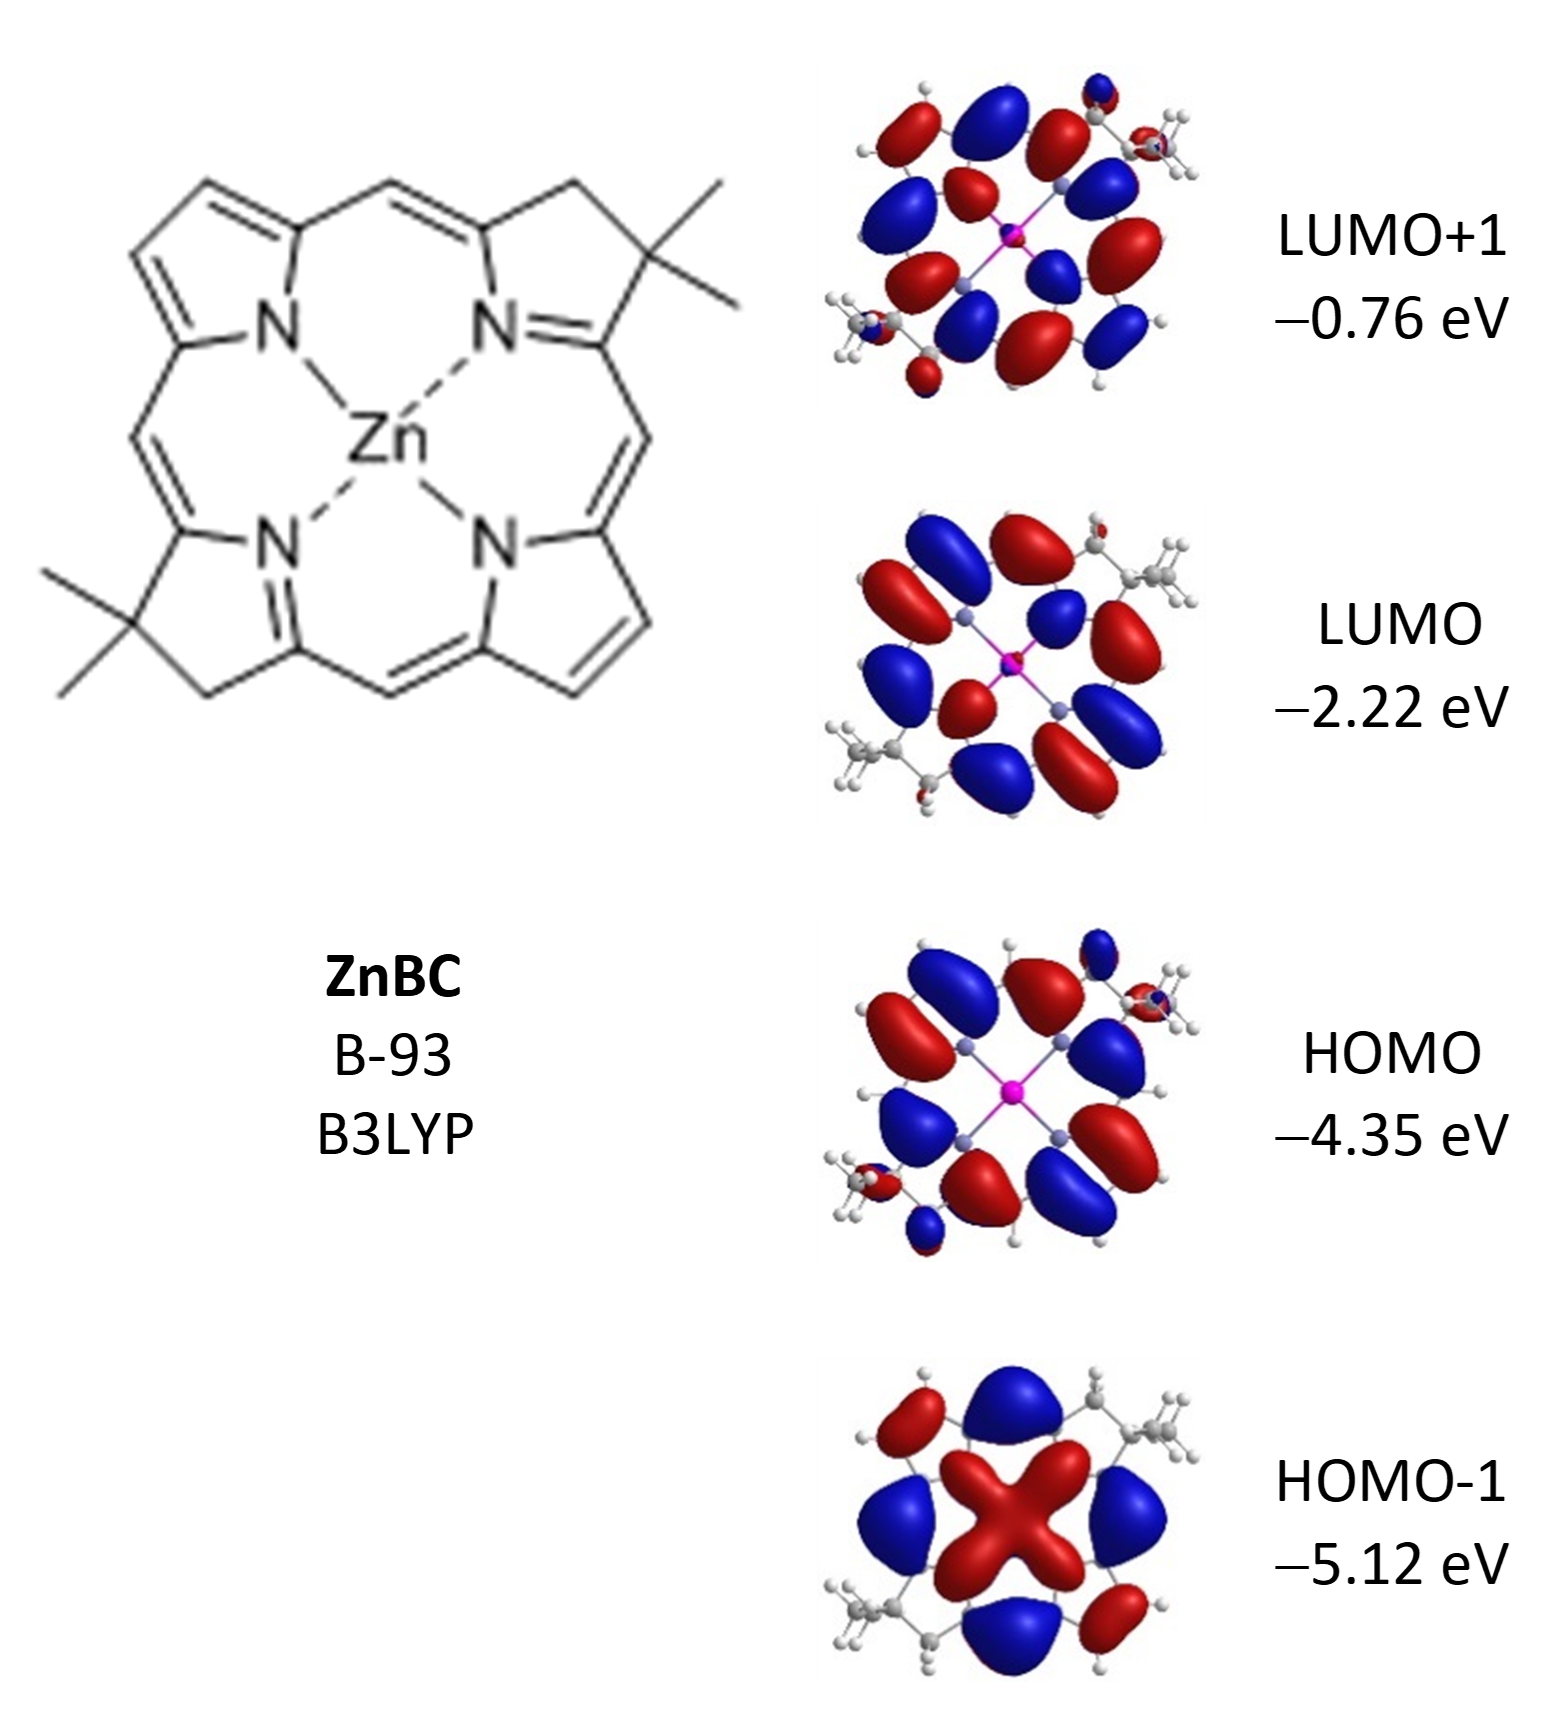 N
N
Zn
N
N
ZnBC
B-93
B3LYP
LUMO+1
–0.76 eV
LUMO
–2.22 eV
HOMO
–4.35 eV
HOMO-1
–5.12 eV